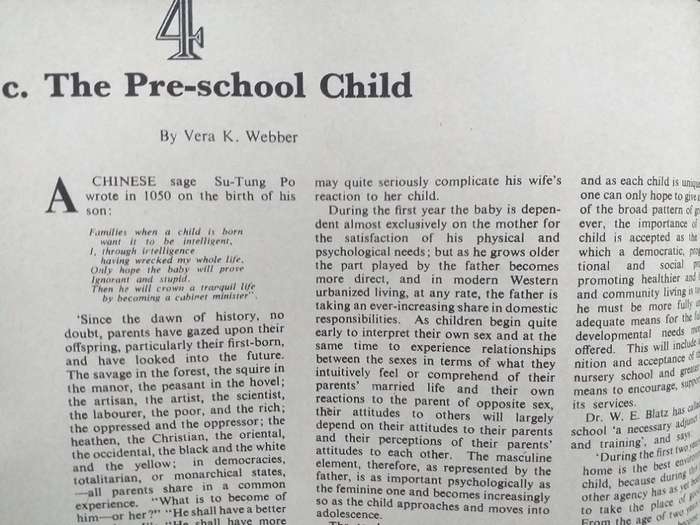 4
c. The Pre-school Child
By Vera K. Webber
A CHINESE sage Su-Tung Po
wrote in 1050 on the birth of his
son:
Families when a child is born
want it to be intelligent,
I, through intelligence
having wrecked my whole life,
Only hope the baby will prove
Ignorant and stupid.
Then he will crown a tranquil life
by becoming a cabinet minister".
'Since the dawn of history, no
doubt, parents have gazed upon their
offspring, particularly their first-born,
and have looked into the future.
The savage in the forest, the squire in
the manor, the peasant in the hovel;
the artisan, the artist, the scientist,
the labourer, the poor, and the rich;
the oppressed and the oppressor; the
heathen, the Christian, the oriental,
the occidental, the black and the white
and the yellow; in democracies,
totalitarian, or monarchical states,
—all parents share in a common
experience. "What is to become of
him—or her?" "He shall have a better
"He shall have more
may quite seriously complicate his wife's
reaction to her child.
During the first year the baby is depen-
dent almost exclusively on the mother for
the satisfaction of his physical and
psychological needs; but as he grows older
the part played by the father becomes
more direct, and in modern Western
urbanized living, at any rate, the father is
taking an ever-increasing share in domestic
responsibilities. As children begin quite
early to interpret their own sex and at the
same time to experience relationships
between the sexes in terms of what they
intuitively feel or comprehend of their
parents' married life and their own
reactions to the parent of opposite sex,
their attitudes to others will largely
depend on their attitudes to their parents
and their perceptions of their parents'
attitudes to each other. The masculine
element, therefore, as represented by the
father, is as important psychologically as
the feminine one and becomes increasingly
so as the child approaches and moves into
adolescence.
and as each child is
one can only hope to give
of the broad pattern of
ever, the importance of
child is accepted as the
which a democratic,
tional and social
promoting healthier and
and community living is
he must be more fully
adequate means for the
developmental needs
offered. This will include
nition and acceptance of
nursery school and greater
means to encourage,
its services.
Dr. W. E. Blatz has
school 'a necessary adjunct
and training', and says
'During the first two
home is the best
child, because during
other agency has as
to take the place of
From the age of two